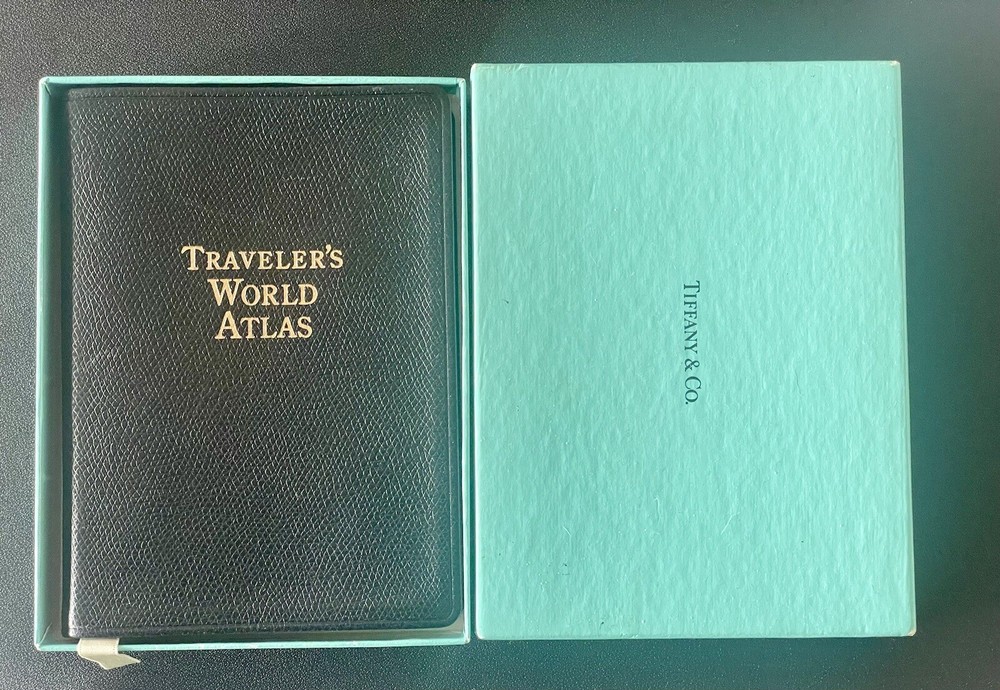 TRAVELER'S
WORLD
ATLAS
TIFFANY & CO.